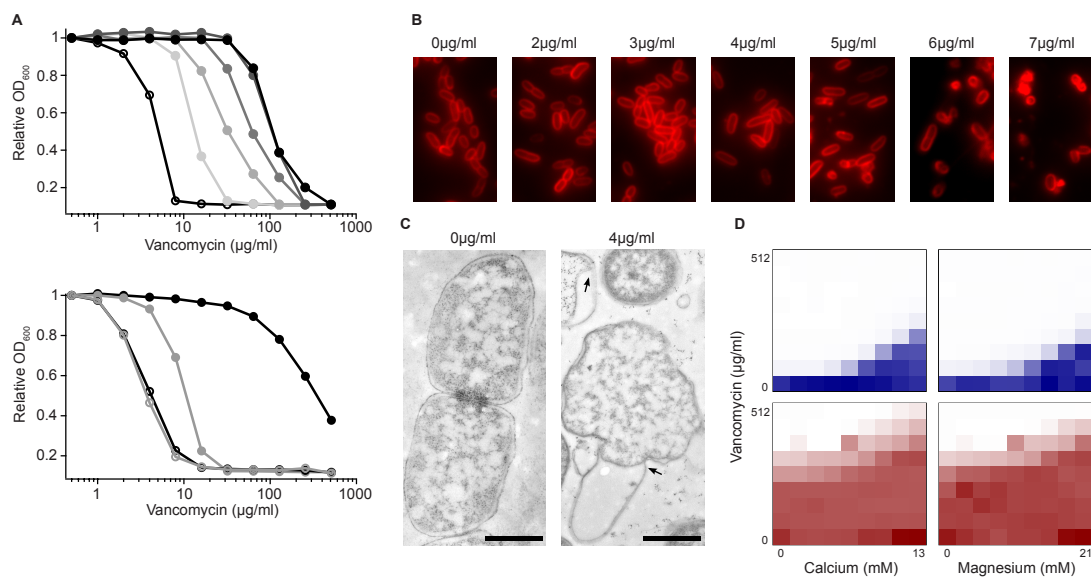 A
1
0.8
0.6
0.4
0.2
Relative OD600
1
10
100
1000
Vancomycin (µg/ml)
1
0.8
0.6
0.4
0.2
Relative OD600
1
10
100
1000
Vancomycin (µg/ml)
B
0µg/ml 2µg/ml 3µg/ml 4µg/ml 5µg/ml 6µg/ml 7µg/ml
C
0µg/ml 4µg/ml
D
512
0
512
0
Vancomycin (µg/ml)
0 13 0 21
Calcium (mM) Magnesium (mM)